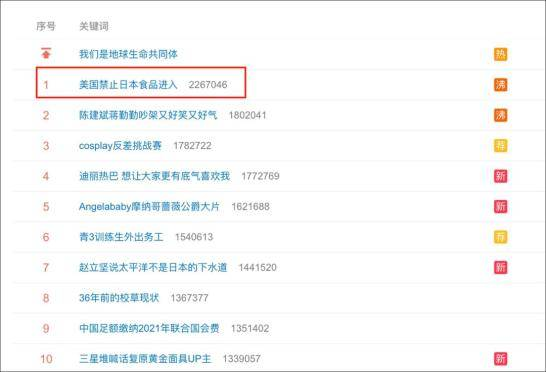 序号 关键词
我们是地球生命共同体 热
1 美国禁止日本食品进入 2267046 沸
2 陈建斌蒋勤勤吵架又好笑又好气 1802041 沸
3 cosplay反差挑战赛 1782722 荐
4 迪丽热巴 想让大家更有底气喜欢我 1772769 新
5 Angelababy摩纳哥蔷薇公爵大片 1621688 新
6 青3训练生外出务工 1540613 荐
7 赵立坚说太平洋不是日本的下水道 1441520 新
8 36年前的校草现状 1367377
9 中国足额缴纳2021年联合国会费 1351402
10 三星堆喊话复原黄金面具UP主 1339057 新